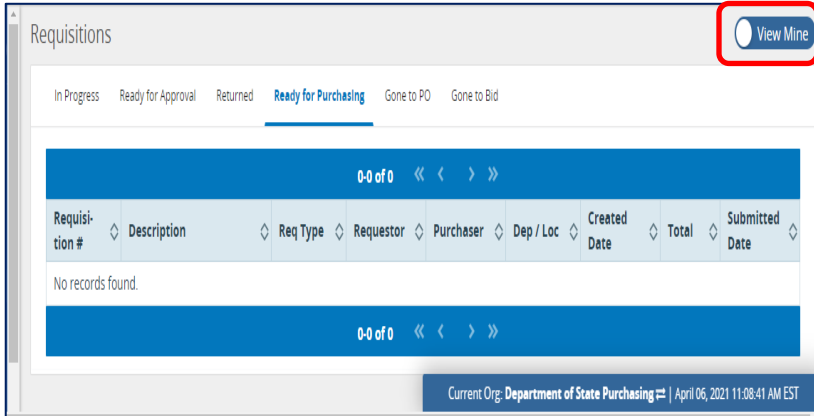 Requisitions
View Mine
In Progress Ready for Approval Returned Ready for Purchasing Gone to PO Gone to Bid
0-0 of 0
Requisi-
tion # Description Req Type Requestor Purchaser Dep / Loc Created
Date Total Submitted
Date
No records found.
0-0 of 0
Current Org: Department of State Purchasing | April 06, 2021 11:08:41 AM EST